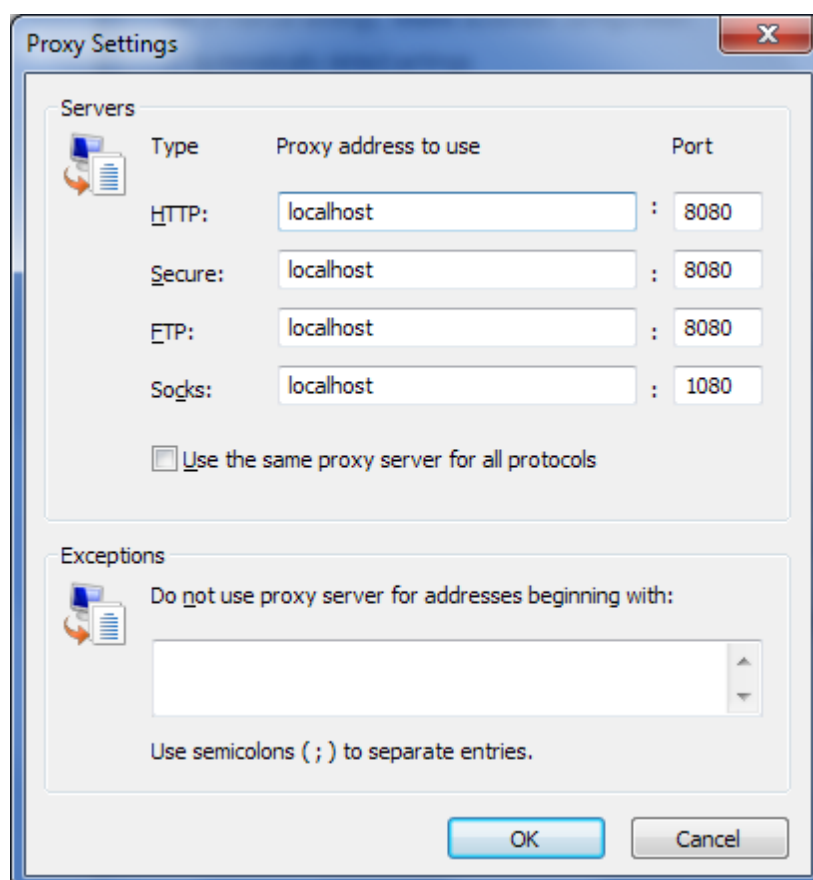 Proxy Settings
Servers
Type Proxy address to use Port
HTTP: localhost : 8080
Secure: localhost : 8080
FTP: localhost : 8080
Socks: localhost : 1080
Use the same proxy server for all protocols
Exceptions
Do not use proxy server for addresses beginning with:
Use semicolons ( ; ) to separate entries.
OK Cancel